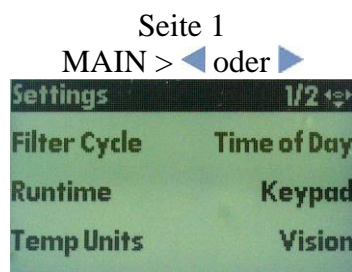 Seite 1
MAIN > ◀ oder ▶
Settings 1/2
Filter Cycle Time of Day
Runtime Keypad
Temp Units Vision